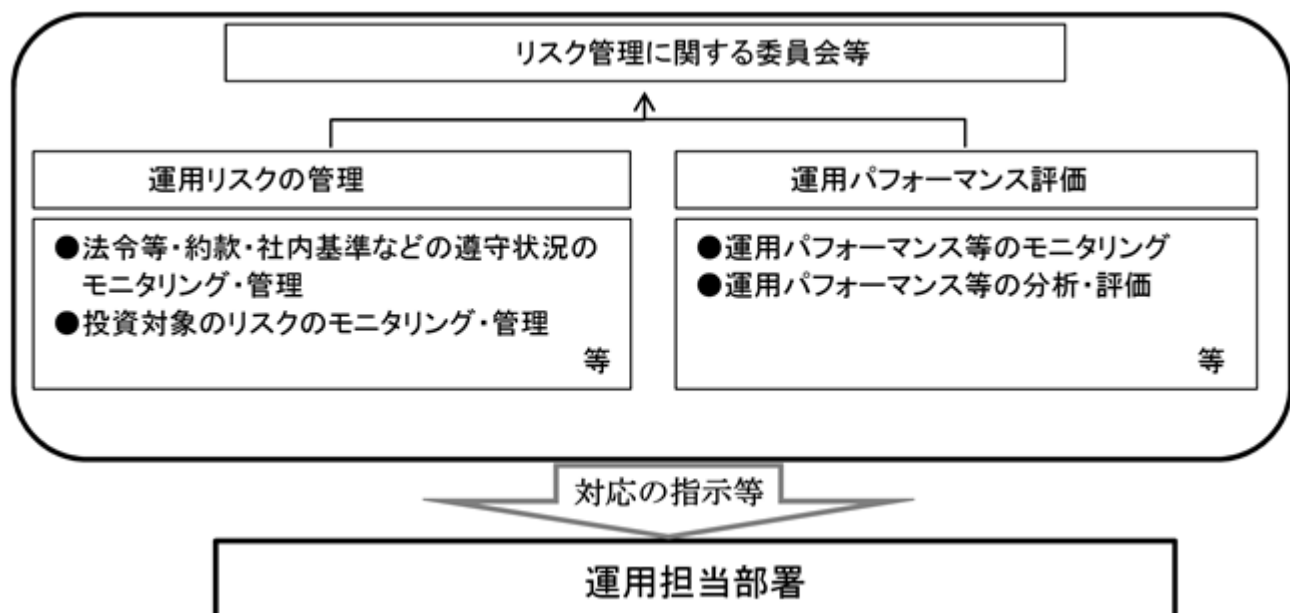 リスク管理に関する委員会等
運用リスクの管理
●法令等・約款・社内基準などの遵守状況の
モニタリング・管理
●投資対象のリスクのモニタリング・管理
等
運用パフォーマンス評価
●運用パフォーマンス等のモニタリング
●運用パフォーマンス等の分析・評価
等
対応の指示等
運用担当部署